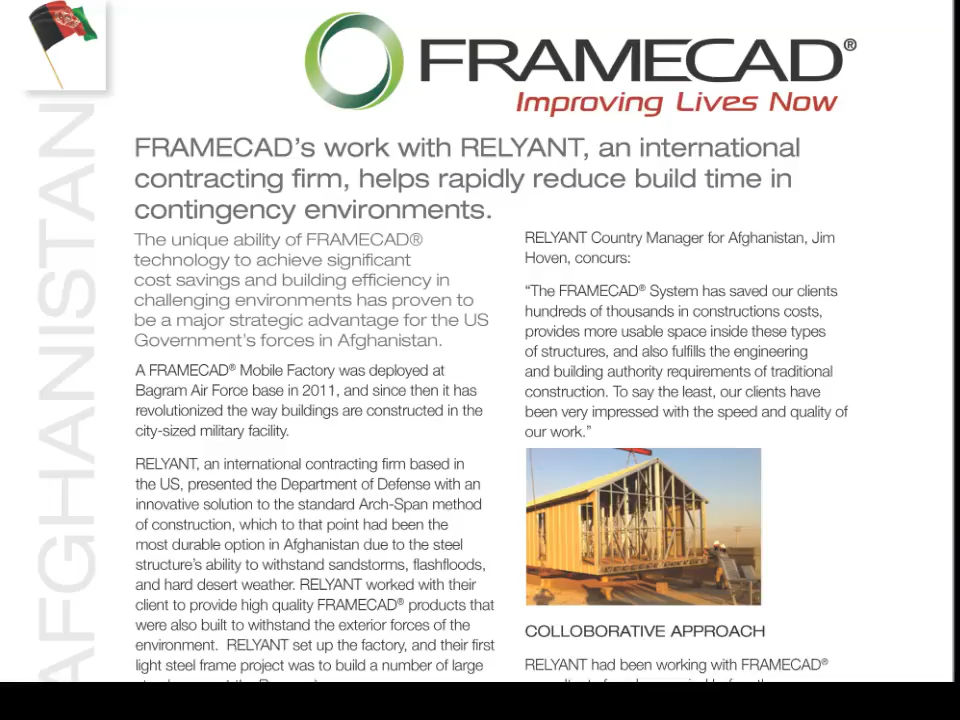 AFGHANISTAN
FRAMECAD®
Improving Lives Now
FRAMECAD's work with RELYANT, an international
contracting firm, helps rapidly reduce build time in
contingency environments.
The unique ability of FRAMECAD®
technology to achieve significant
cost savings and building efficiency in
challenging environments has proven to
be a major strategic advantage for the US
Government's forces in Afghanistan.
A FRAMECAD® Mobile Factory was deployed at
Bagram Air Force base in 2011, and since then it has
revolutionized the way buildings are constructed in the
city-sized military facility.
RELYANT, an international contracting firm based in
the US, presented the Department of Defense with an
innovative solution to the standard Arch-Span method
of construction, which to that point had been the
most durable option in Afghanistan due to the steel
structure's ability to withstand sandstorms, flashfloods,
and hard desert weather. RELYANT worked with their
client to provide high quality FRAMECAD® products that
were also built to withstand the exterior forces of the
environment.  RELYANT set up the factory, and their first
light steel frame project was to build a number of large
RELYANT Country Manager for Afghanistan, Jim
Hoven, concurs:
“The FRAMECAD® System has saved our clients
hundreds of thousands in constructions costs,
provides more usable space inside these types
of structures, and also fulfills the engineering
and building authority requirements of traditional
construction. To say the least, our clients have
been very impressed with the speed and quality of
our work.”
COLLOBORATIVE APPROACH
RELYANT had been working with FRAMECAD®